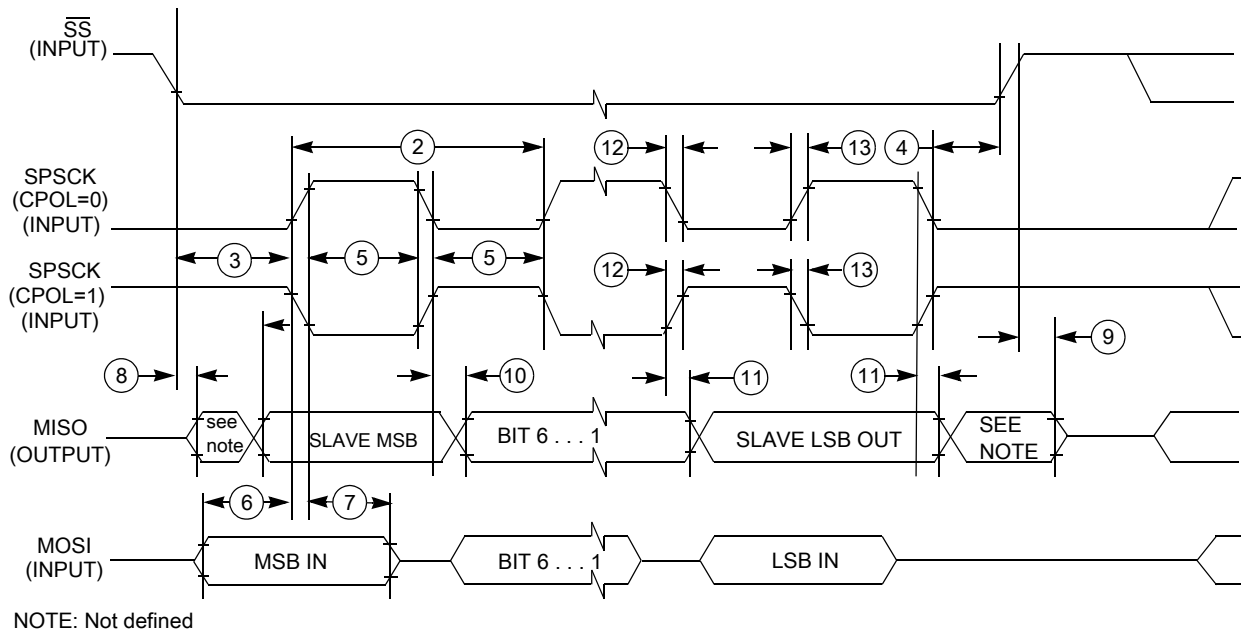 SS
(INPUT)
2
12
13
4
SPSCK
(CPOL=0)
(INPUT)
3
5
5
SPSCK
(CPOL=1)
(INPUT)
12
13
8
10
11
11
9
MISO
(OUTPUT)
see
note
SLAVE MSB
BIT 6 . . . 1
SLAVE LSB OUT
SEE
NOTE
6
7
MOSI
(INPUT)
MSB IN
BIT 6 . . . 1
LSB IN
NOTE: Not defined